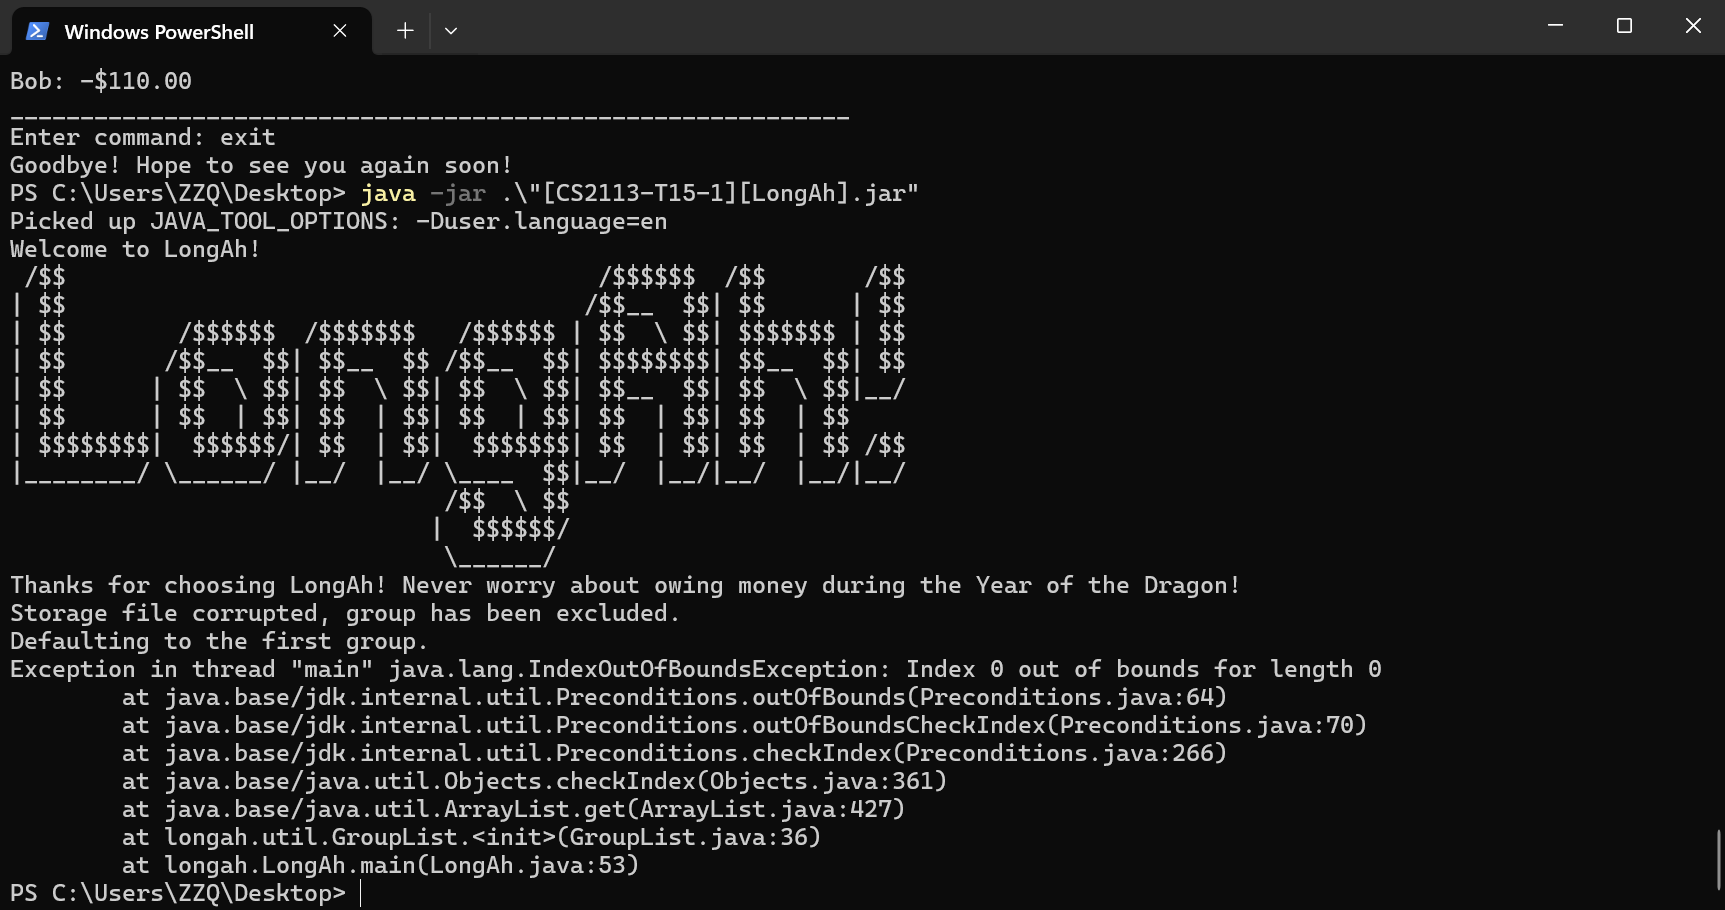 Windows PowerShell
Bob: -$110.00
____________________________________________________________
Enter command: exit
Goodbye! Hope to see you again soon!
PS C:\Users\ZZQ\Desktop> java -jar .\"[CS2113-T15-1][LongAh].jar"
Picked up JAVA_TOOL_OPTIONS: -Duser.language=en
Welcome to LongAh!
 /$$                                      /$$$$$$  /$$       /$$
| $$                                     /$$__  $$| $$      | $$
| $$        /$$$$$$  /$$$$$$$   /$$$$$$ | $$  \ $$| $$$$$$$ | $$
| $$       /$$__  $$| $$__  $$ /$$__  $$| $$$$$$$$| $$__  $$| $$
| $$      | $$  \ $$| $$  \ $$| $$  \ $$| $$__  $$| $$  \ $$|__/
| $$      | $$  | $$| $$  | $$| $$  | $$| $$  | $$| $$  | $$
| $$$$$$$$|  $$$$$$/| $$  | $$|  $$$$$$$| $$  | $$| $$  | $$ /$$
|________/ \______/ |__/  |__/ \____  $$|__/  |__/|__/  |__/|__/
                               /$$  \ $$
                              |  $$$$$$/
                               \______/
Thanks for choosing LongAh! Never worry about owing money during the Year of the Dragon!
Storage file corrupted, group has been excluded.
Defaulting to the first group.
Exception in thread "main" java.lang.IndexOutOfBoundsException: Index 0 out of bounds for length 0
        at java.base/jdk.internal.util.Preconditions.outOfBounds(Preconditions.java:64)
        at java.base/jdk.internal.util.Preconditions.outOfBoundsCheckIndex(Preconditions.java:70)
        at java.base/jdk.internal.util.Preconditions.checkIndex(Preconditions.java:266)
        at java.base/java.util.Objects.checkIndex(Objects.java:361)
        at java.base/java.util.ArrayList.get(ArrayList.java:427)
        at longah.util.GroupList.<init>(GroupList.java:36)
        at longah.LongAh.main(LongAh.java:53)
PS C:\Users\ZZQ\Desktop>